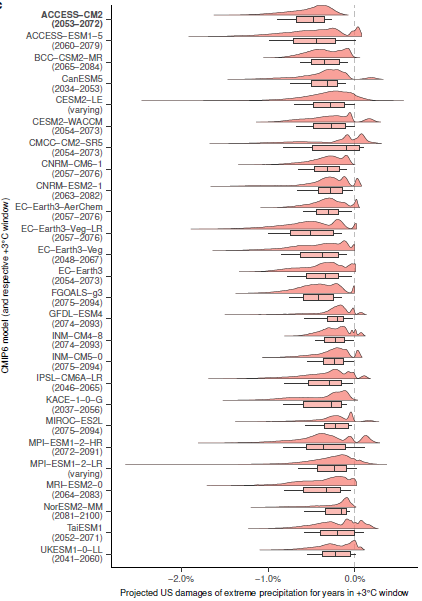 ACCESS−CM2
(2053−2072)
ACCESS−ESM1−5
(2060−2079)
BCC−CSM2−MR
(2065−2084)
CanESM5
(2034−2053)
CESM2−LE
(varying)
CESM2−WACCM
(2054−2073)
CMCC−CM2−SR5
(2054−2073)
CNRM−CM6−1
(2057−2076)
CNRM−ESM2−1
(2063−2082)
EC−Earth3−AerChem
(2057−2076)
EC−Earth3−Veg−LR
(2057−2076)
EC−Earth3−Veg
(2048−2067)
EC−Earth3
(2054−2073)
FGOALS−g3
(2075−2094)
GFDL−ESM4
(2074−2093)
INM−CM4−8
(2074−2093)
INM−CM5−0
(2075−2094)
IPSL−CM6A−LR
(2046−2065)
KACE−1−0−G
(2037−2056)
MIROC−ES2L
(2075−2094)
MPI−ESM1−2−HR
(2072−2091)
MPI−ESM1−2−LR
(varying)
MRI−ESM2−0
(2064−2083)
NorESM2−MM
(2081−2100)
TaiESM1
(2052−2071)
UKESM1−0−LL
(2041−2060)
CMIP6 model (and respective +3°C window)
−2.0%
−1.0%
0.0%
Projected US damages of extreme precipitation for years in +3°C window